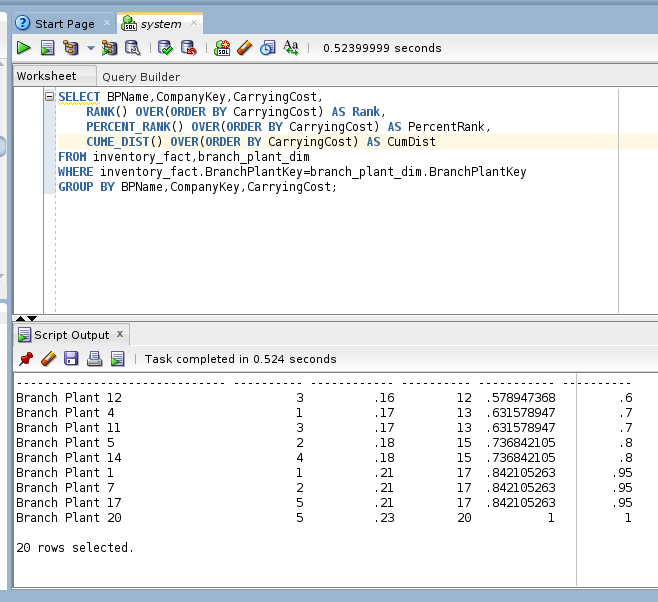 Start Page × system ×
0.52399999 seconds
Worksheet Query Builder
SELECT BPName,CompanyKey,CarryingCost,
RANK() OVER(ORDER BY CarryingCost) AS Rank,
PERCENT_RANK() OVER(ORDER BY CarryingCost) AS PercentRank,
CUME_DIST() OVER(ORDER BY CarryingCost) AS CumDist
FROM inventory_fact,branch_plant_dim
WHERE inventory_fact.BranchPlantKey=branch_plant_dim.BranchPlantKey
GROUP BY BPName,CompanyKey,CarryingCost;
Script Output x
Task completed in 0.524 seconds
------------------------------ ---------- ------------ ---------- ----------- ----------
Branch Plant 12 3 .16 12 .578947368 .6
Branch Plant 4 1 .17 13 .631578947 .7
Branch Plant 11 3 .17 13 .631578947 .7
Branch Plant 5 2 .18 15 .736842105 .8
Branch Plant 14 4 .18 15 .736842105 .8
Branch Plant 1 1 .21 17 .842105263 .95
Branch Plant 7 2 .21 17 .842105263 .95
Branch Plant 17 5 .21 17 .842105263 .95
Branch Plant 20 5 .23 20 1 1
20 rows selected.